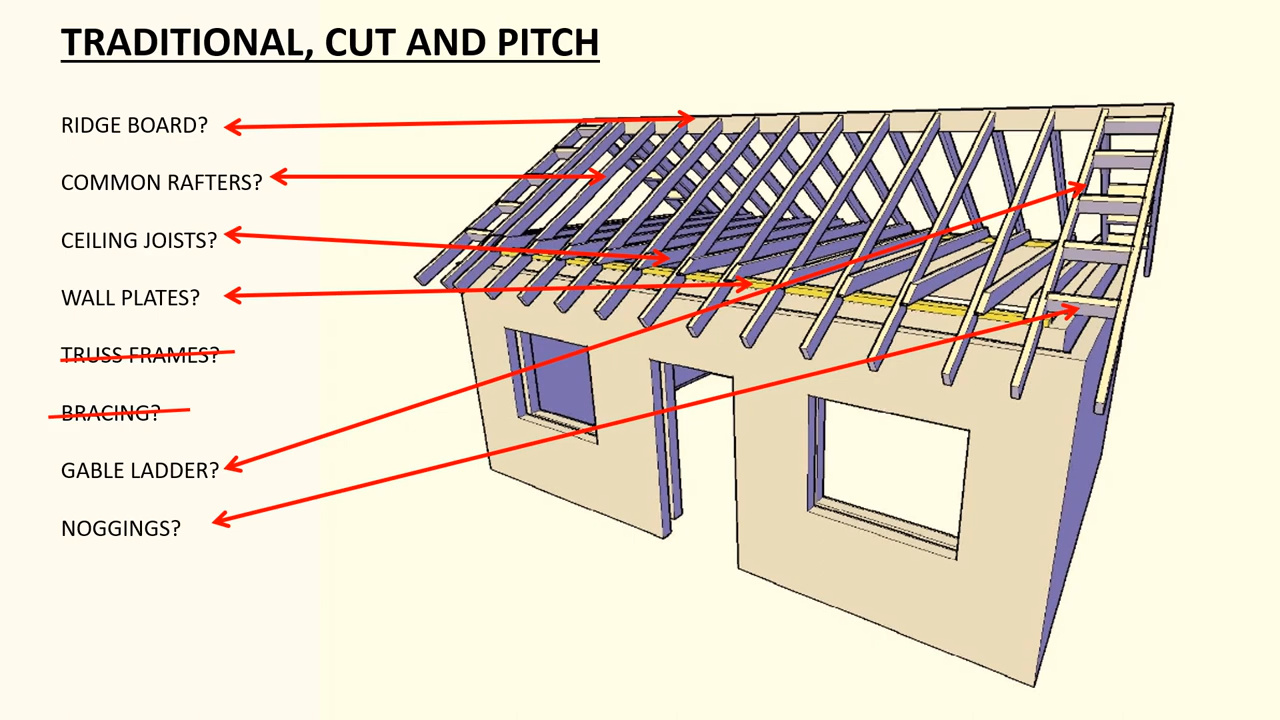 TRADITIONAL, CUT AND PITCH
RIDGE BOARD?
COMMON RAFTERS?
CEILING JOISTS?
WALL PLATES?
TRUSS FRAMES?
BRACING?
GABLE LADDER?
NOGGINGS?